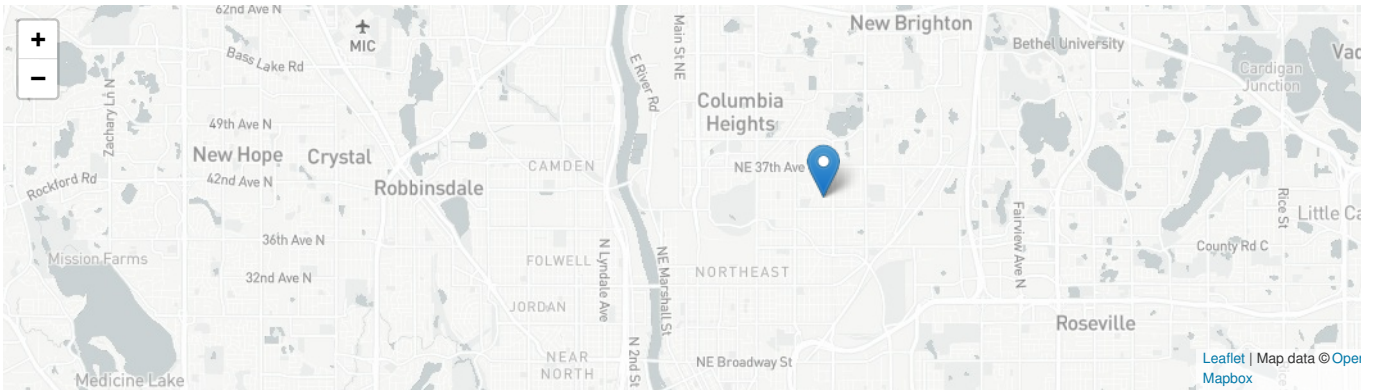 62nd Ave N
+
−
MIC
Bass Lake Rd
Zachary Ln N
Main St NE
E River Rd
New Brighton
Bethel University
Cardigan
Junction
Columbia
Heights
49th Ave N
New Hope
Crystal
CAMDEN
NE 37th Ave
Rockford Rd
42nd Ave N
Robbinsdale
Fairview Ave N
Rice St
36th Ave N
Mission Farms
FOLWELL
N Lyndale Ave
NE Marshall St
NORTHEAST
County Rd C
32nd Ave N
JORDAN
Roseville
NEAR
NORTH
N 2nd St
NE Broadway St
Medicine Lake
Leaflet | Map data ©
Mapbox